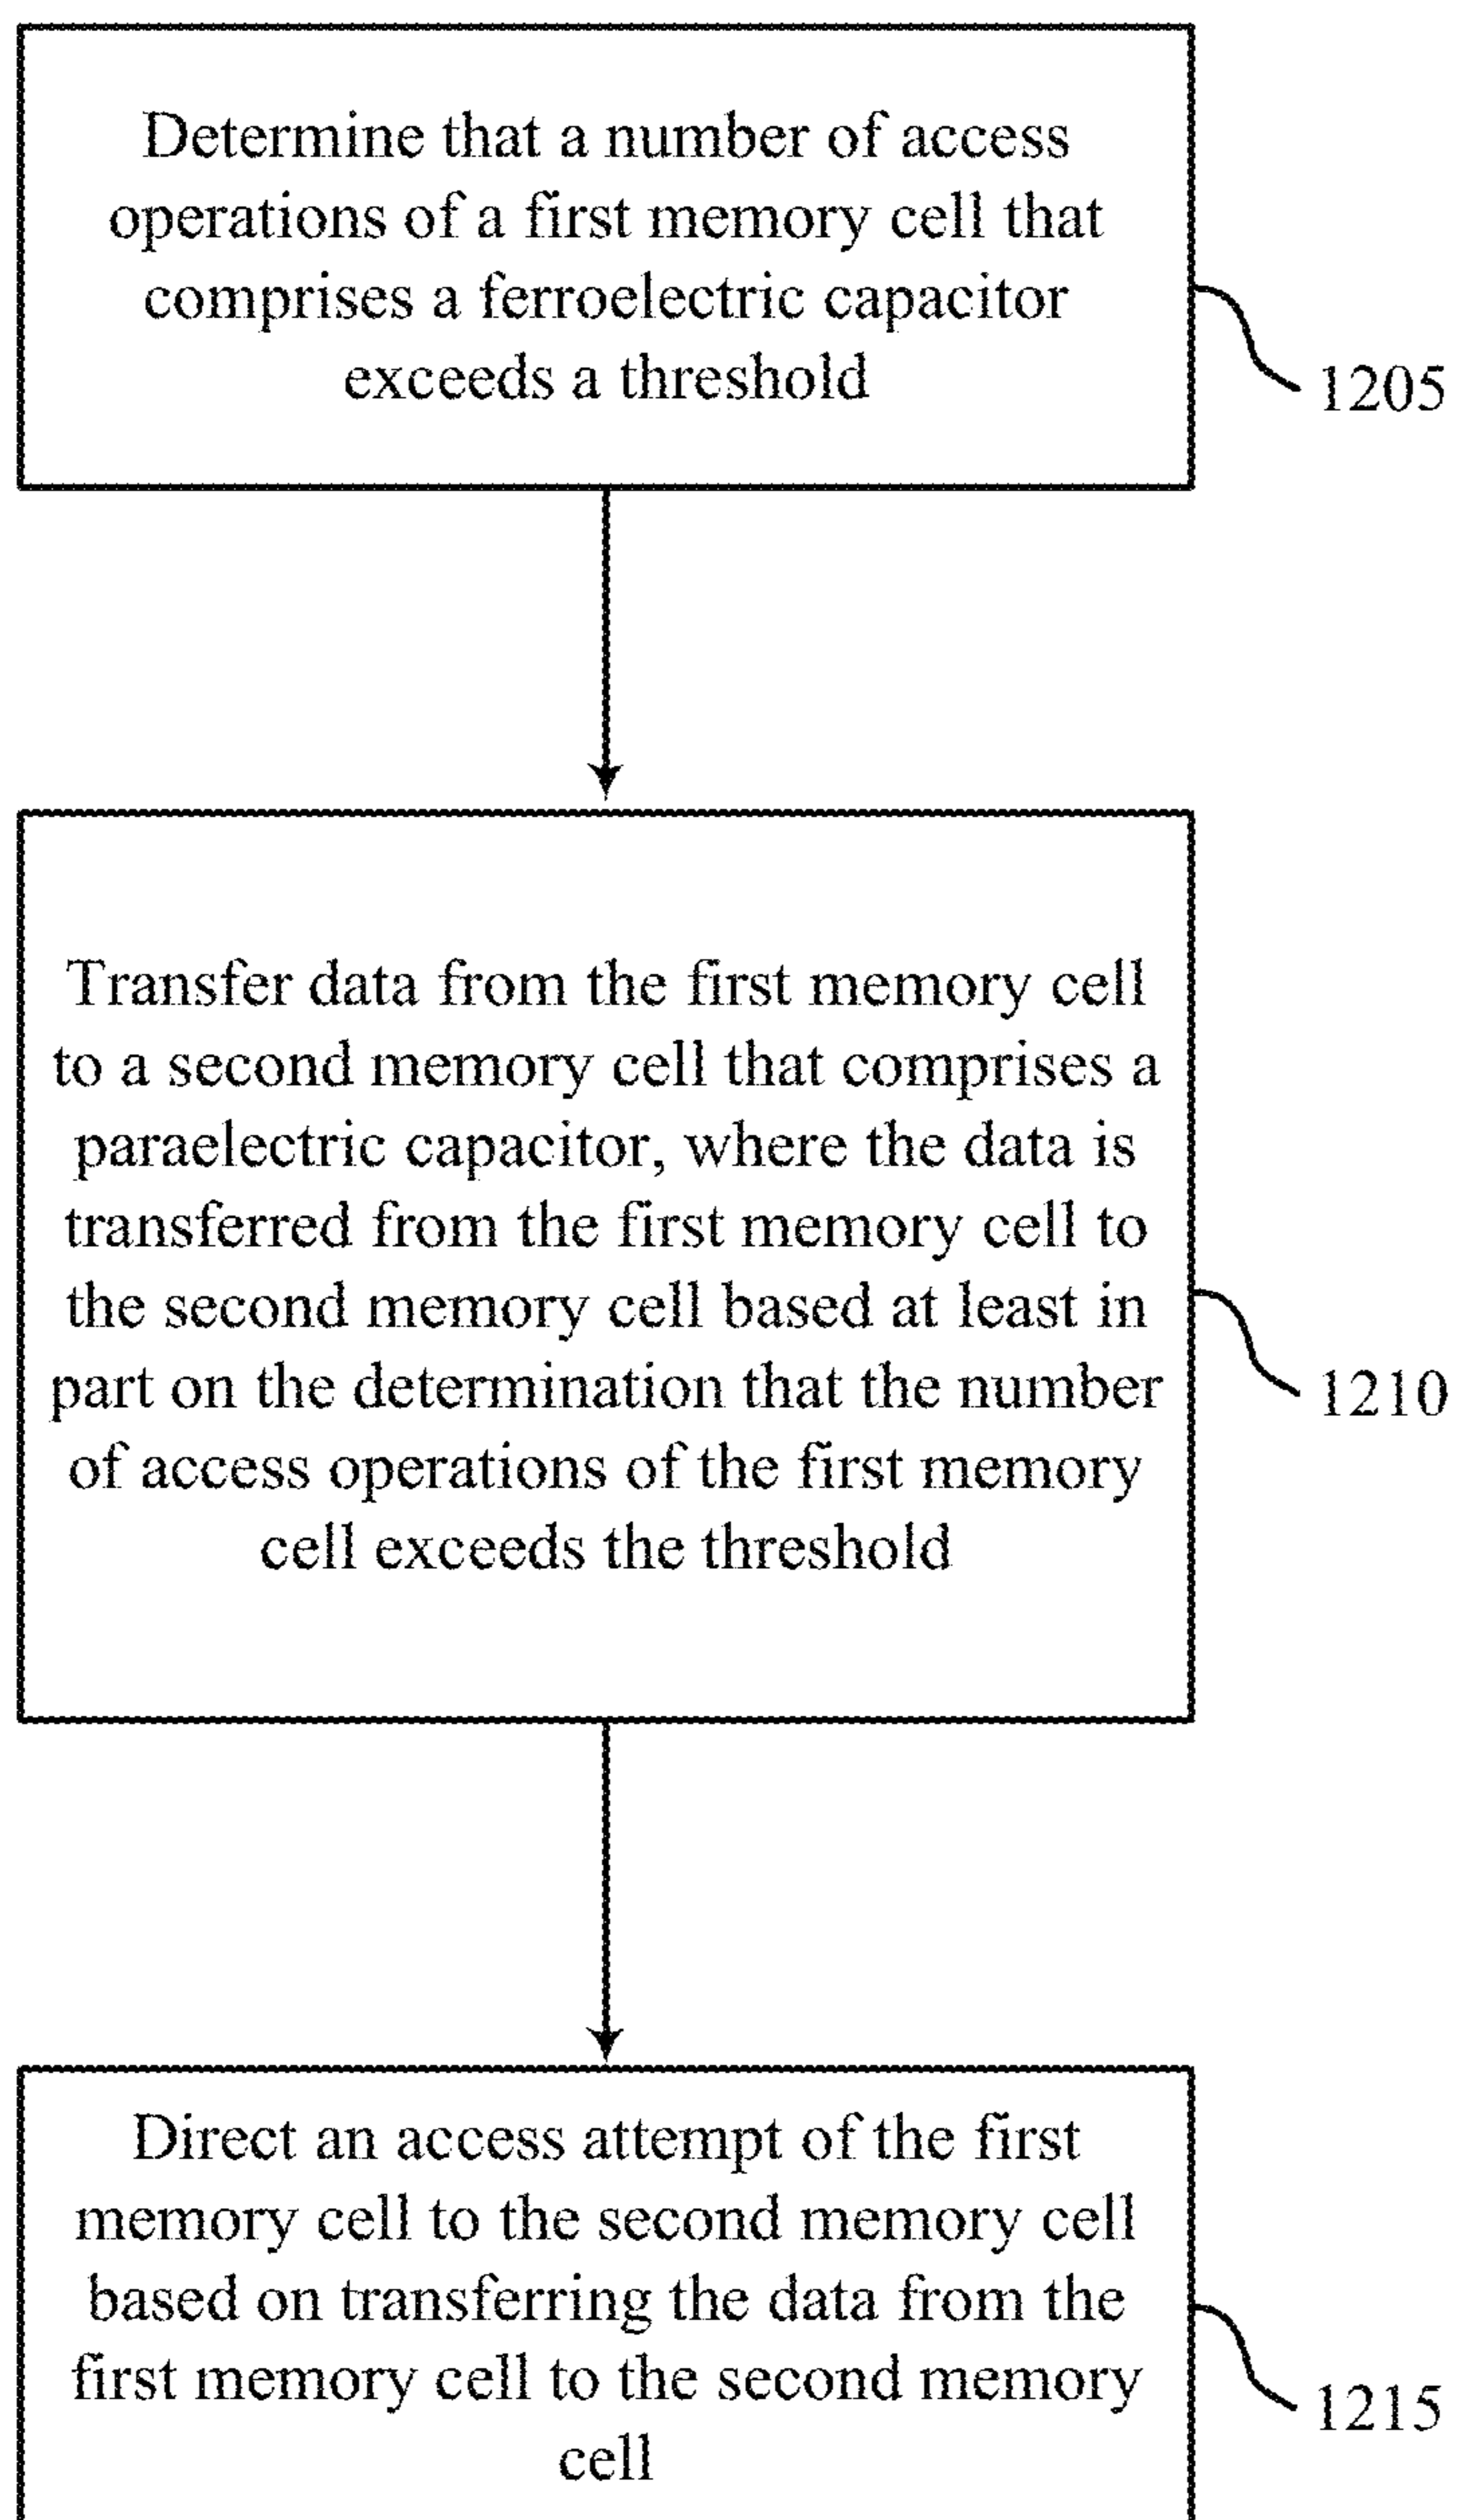 Determine that a number of access
operations of a first memory cell that
comprises a ferroelectric capacitor
exceeds a threshold
1205
Transfer data from the first memory cell
to a second memory cell that comprises a
paraelectric capacitor, where the data is
transferred from the first memory cell to
the second memory cell based at least in
part on the determination that the number
of access operations of the first memory
cell exceeds the threshold
1210
Direct an access attempt of the first
memory cell to the second memory cell
based on transferring the data from the
first memory cell to the second memory
cell
1215